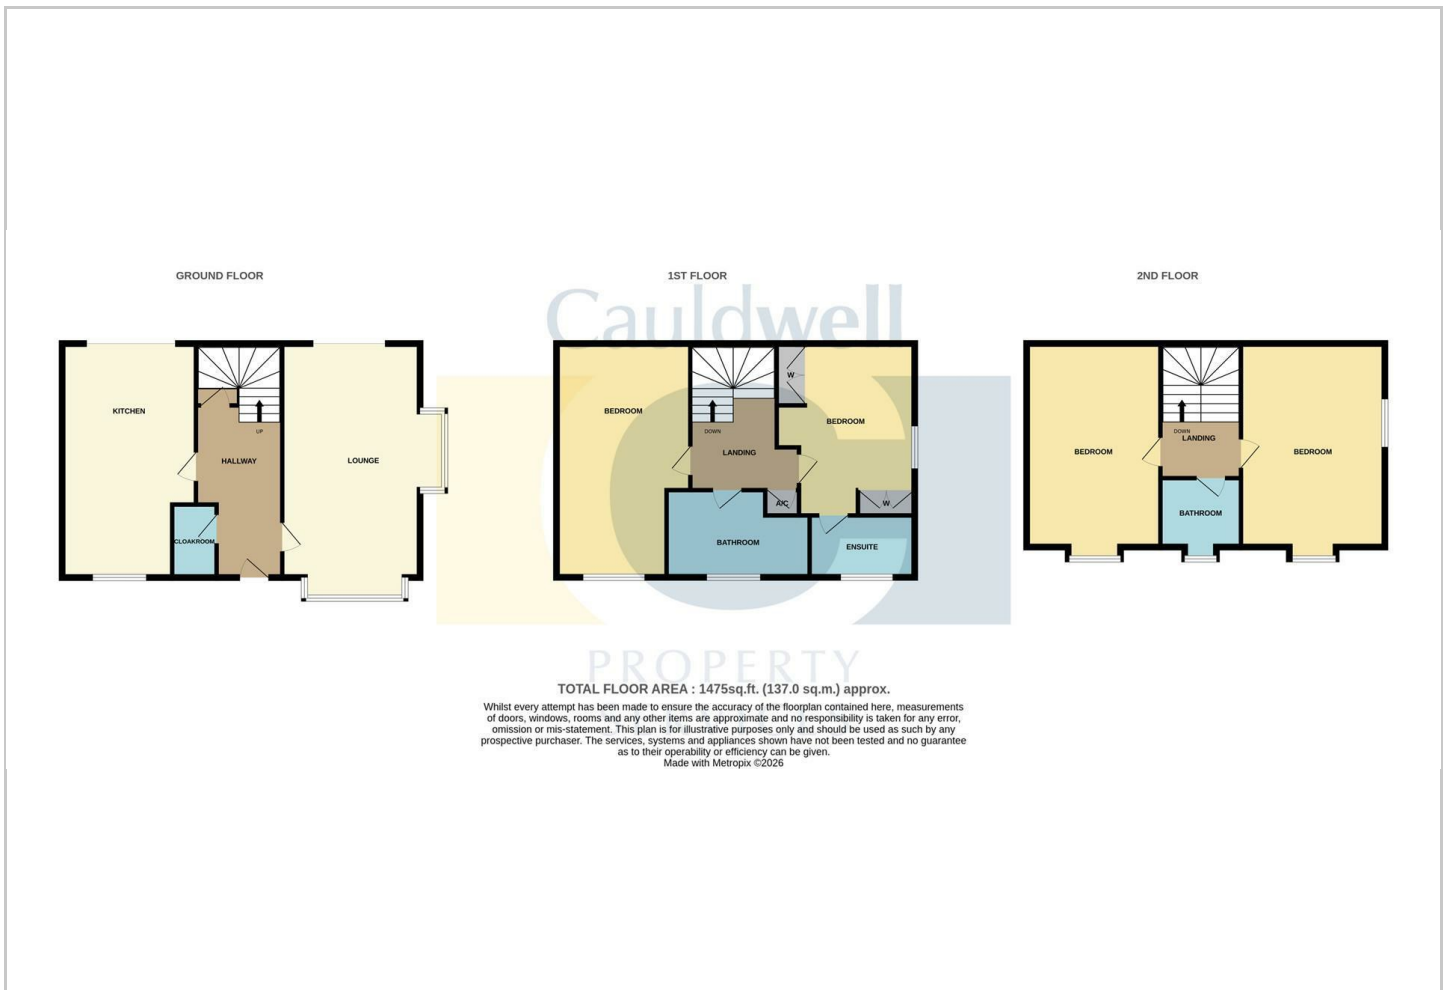 GROUND FLOOR
KITCHEN
UP
HALLWAY
LOUNGE
CLOAKROOM
1ST FLOOR
Cauldwell
W
BEDROOM
BEDROOM
DOWN
LANDING
A/C
W
BATHROOM
ENSUITE
2ND FLOOR
DOWN
LANDING
BEDROOM
BEDROOM
BATHROOM
PROPERTY
TOTAL FLOOR AREA : 1475sq.ft. (137.0 sq.m.) approx.
Whilst every attempt has been made to ensure the accuracy of the floorplan contained here, measurements
of doors, windows, rooms and any other items are approximate and no responsibility is taken for any error,
omission or mis-statement. This plan is for illustrative purposes only and should be used as such by any
prospective purchaser. The services, systems and appliances shown have not been tested and no guarantee
as to their operability or efficiency can be given.
Made with Metropix ©2026